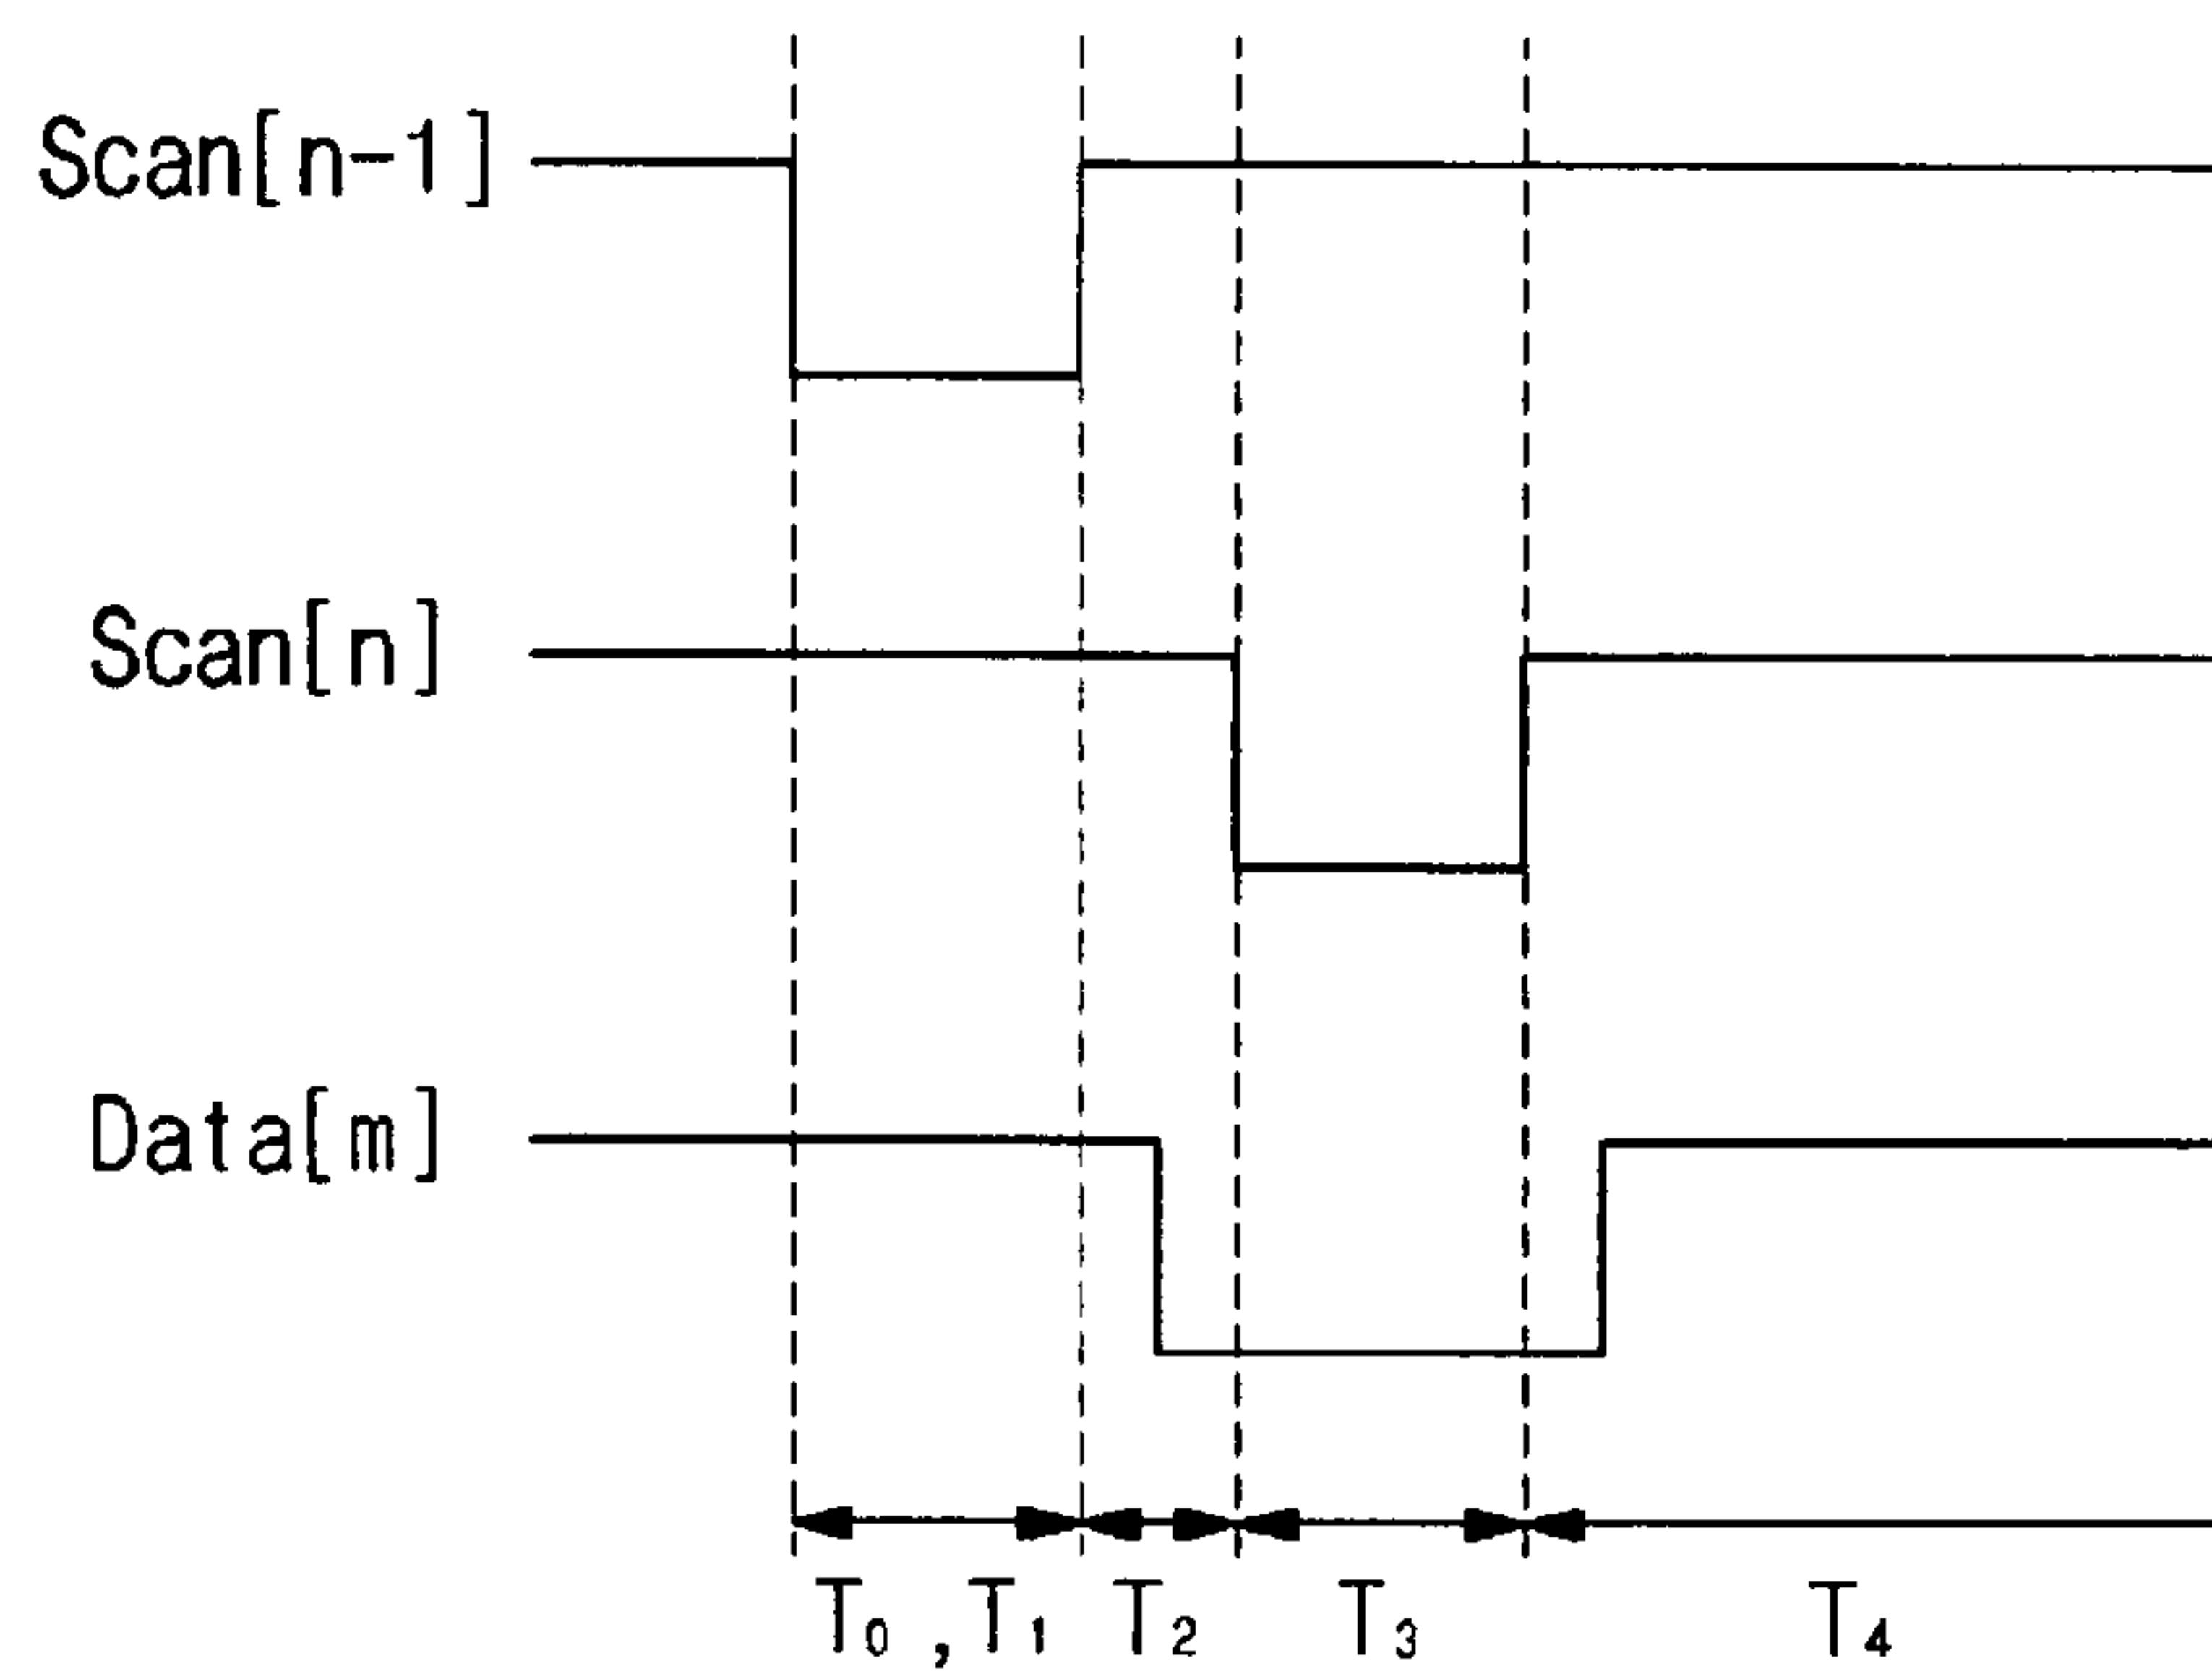 Scan[n-1]
Scan[n]
Data[m]
T₀ ,T₁ T₂ T₃ T₄